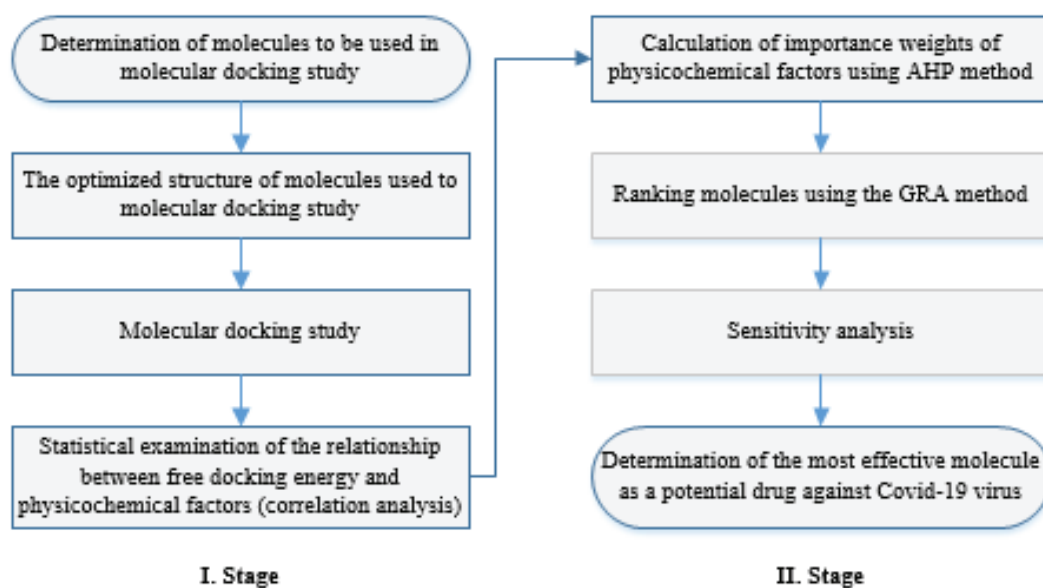 Determination of molecules to be used in
molecular docking study
The optimized structure of molecules used to
molecular docking study
Molecular docking study
Statistical examination of the relationship
between free docking energy and
physicochemical factors (correlation analysis)
I. Stage
Calculation of importance weights of
physicochemical factors using AHP method
Ranking molecules using the GRA method
Sensitivity analysis
Determination of the most effective molecule
as a potential drug against Covid-19 virus
II. Stage